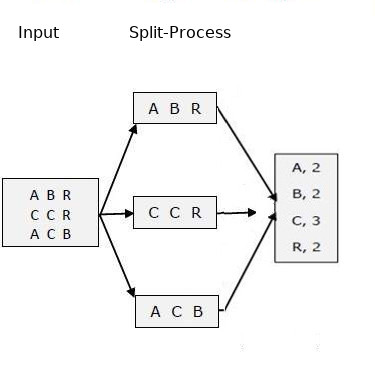 Input Split-Process
A B R
A B R
C C R
A C B
C C R
A C B
A, 2
B, 2
C, 3
R, 2